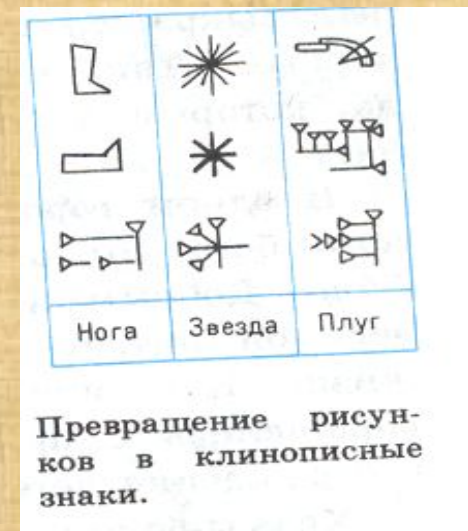 Нога Звезда Плуг
Превращение рисун-
ков в клинописные
знаки.